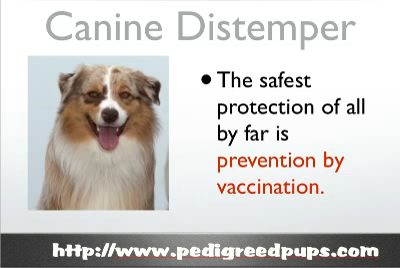 Canine Distemper
• The safest
protection of all
by far is
prevention by
vaccination.
http://www.pedigreedpups.com